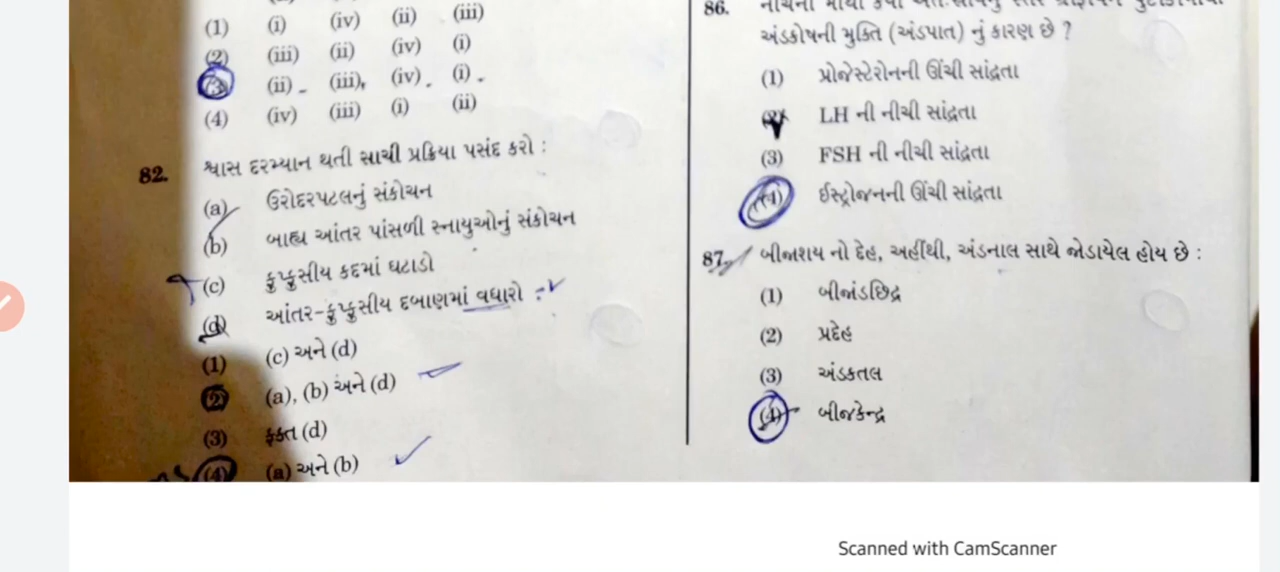 (1) (i) (iv) (ii) (iii)
(2) (iii) (ii) (iv) (i)
(3) (ii) (iii), (iv) (i)
(4) (iv) (iii) (i) (ii)
82. શ્વાસ દરમ્યાન થતી સાચી પ્રક્રિયા પસંદ કરો :
(a) ઉરોદરપટલનું સંકોચન
(b) બાહ્ય આંતર પાંસળી સ્નાયુઓનું સંકોચન
(c) ફુપ્ફુસીય કદમાં ઘટાડો
(d) આંતર-ફુપ્ફુસીય દબાણમાં વધારો
(1) (c) અને (d)
(2) (a), (b) અને (d)
(3) ફક્ત (d)
(4) (a) અને (b)
86.
અંડકોષની મુક્તિ (અંડપાત) નું કારણ છે ?
(1) પ્રોજેસ્ટેરોનની ઊંચી સાંદ્રતા
LH ની નીચી સાંદ્રતા
(3) FSH ની નીચી સાંદ્રતા
(4) ઈસ્ટ્રોજનની ઊંચી સાંદ્રતા
87. બીજાશય નો દેહ, અહીંથી, અંડનાલ સાથે જોડાયેલ હોય છે :
(1) બીજાંડછિદ્ર
(2) પ્રદેહ
(3) અંડકતલ
(4) બીજકેન્દ્ર
Scanned with CamScanner